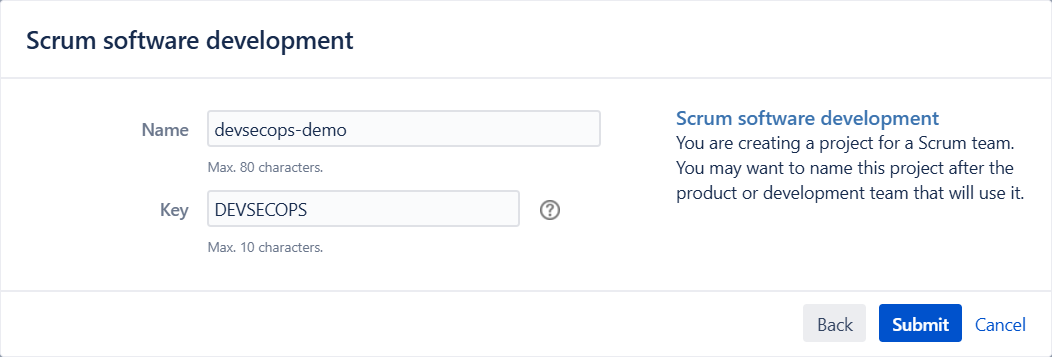 Scrum software development
Name
devsecops-demo
Max. 80 characters.
Key
DEVSECOPS
?
Max. 10 characters.
Scrum software development
You are creating a project for a Scrum team.
You may want to name this project after the
product or development team that will use it.
Back
Submit
Cancel